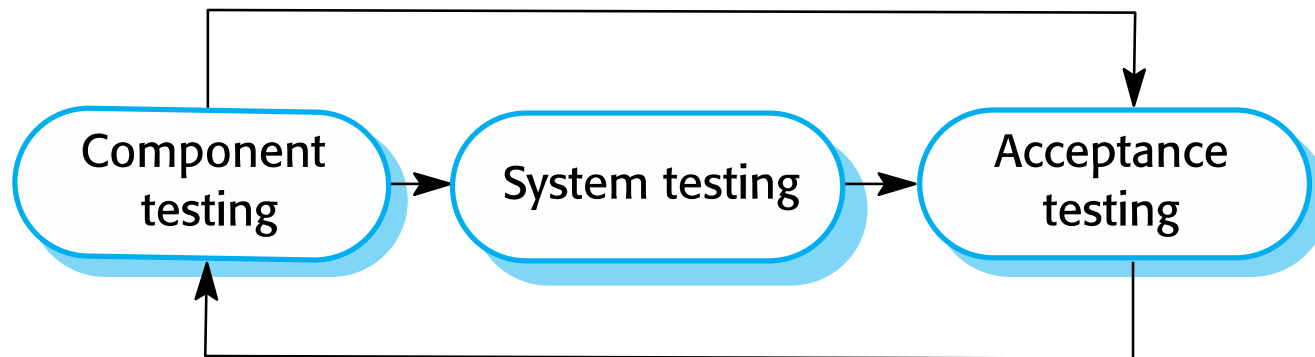 Component
testing
System testing
Acceptance
testing